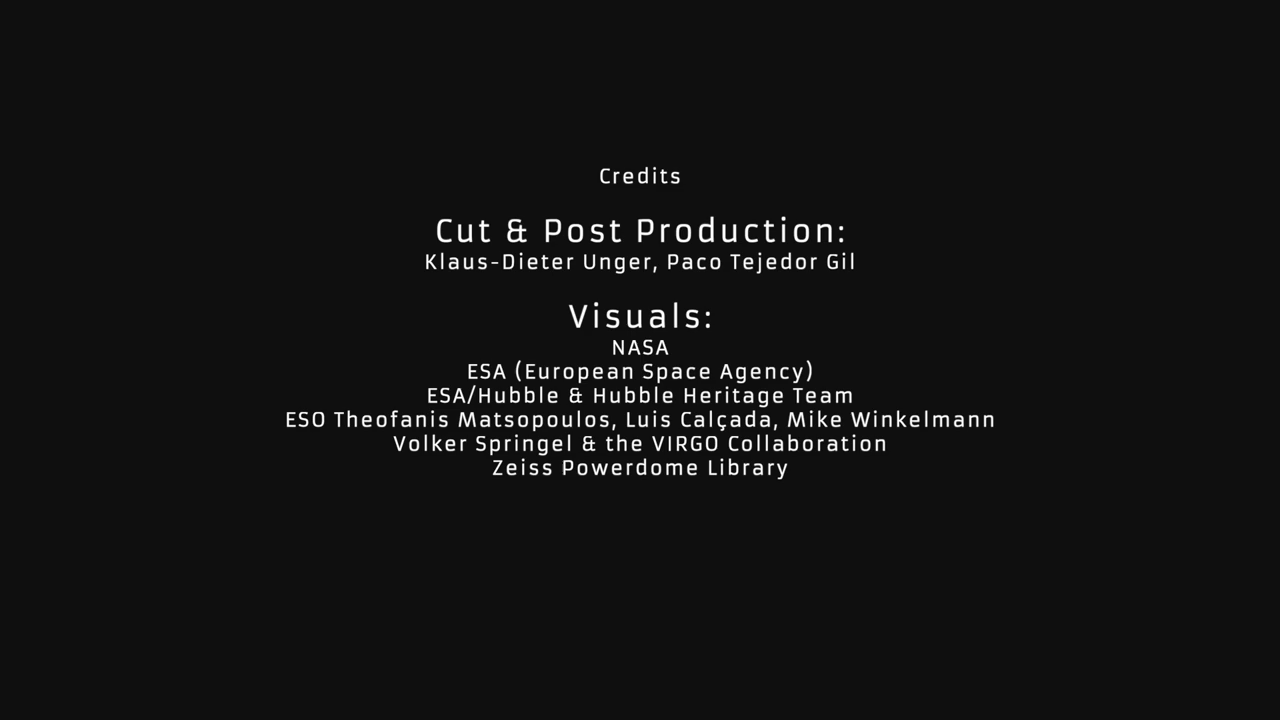 Credits
Cut & Post Production:
Klaus-Dieter Unger, Paco Tejedor Gil
Visuals:
NASA
ESA (European Space Agency)
ESA/Hubble & Hubble Heritage Team
ESO Theofanis Matsopoulos, Luis Calçada, Mike Winkelmann
Volker Springel & the VIRGO Collaboration
Zeiss Powerdome Library